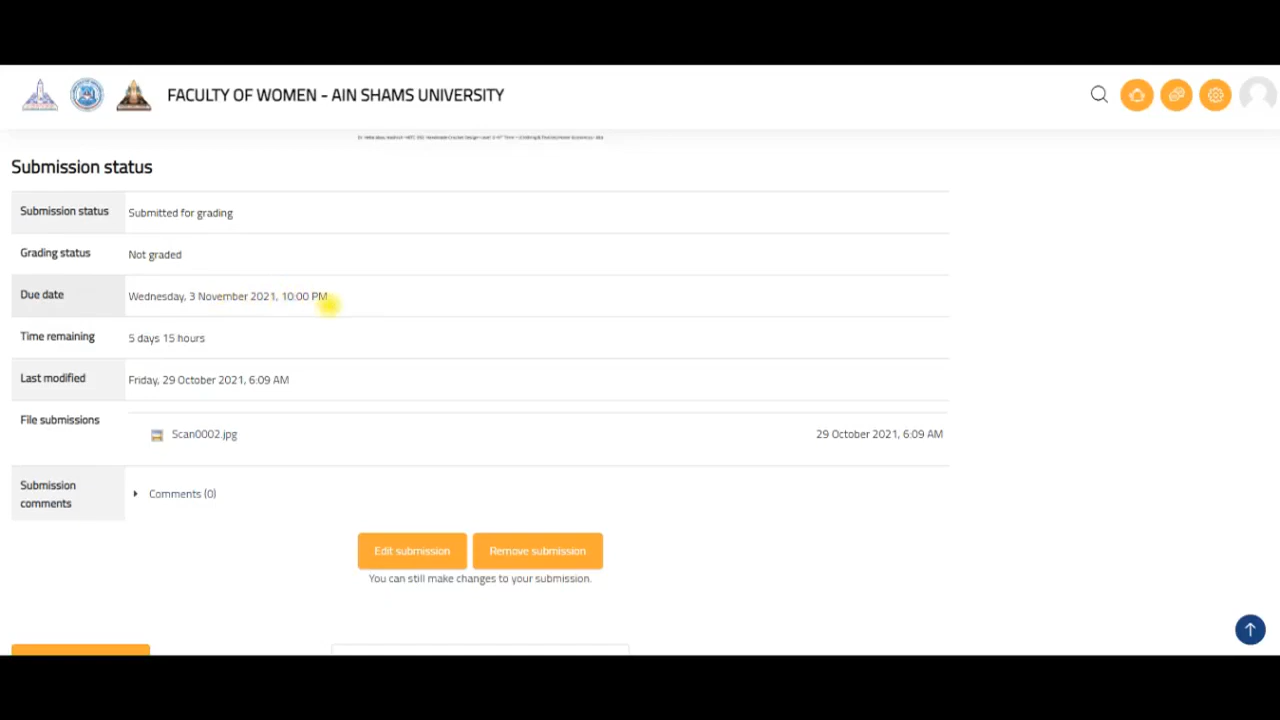 FACULTY OF WOMEN - AIN SHAMS UNIVERSITY
Submission status
Submission status Submitted for grading
Grading status Not graded
Due date Wednesday, 3 November 2021, 10:00 PM
Time remaining 5 days 15 hours
Last modified Friday, 29 October 2021, 6:09 AM
File submissions
Scan0002.jpg 29 October 2021, 6:09 AM
Submission
comments
Comments (0)
Edit submission Remove submission
You can still make changes to your submission.